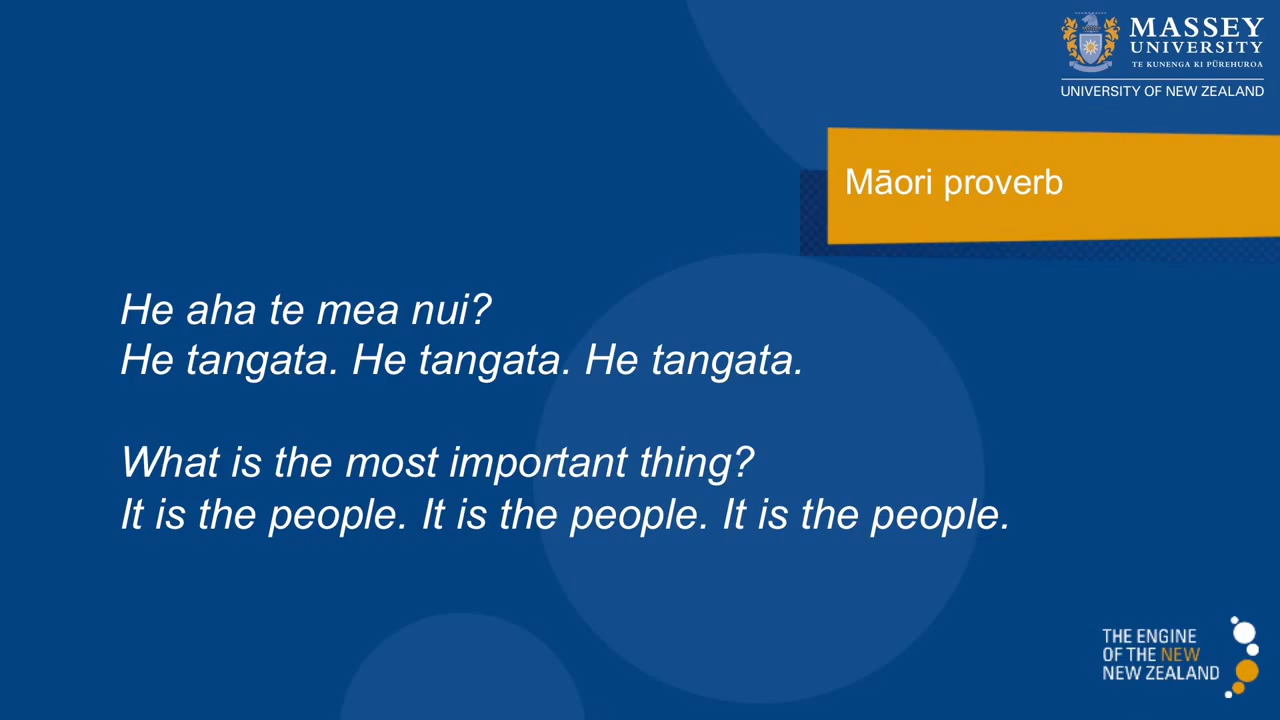 MASSEY
UNIVERSITY
TE KUNENGA KI PŪREHUROA
UNIVERSITY OF NEW ZEALAND
Māori proverb
He aha te mea nui?
He tangata. He tangata. He tangata.
What is the most important thing?
It is the people. It is the people. It is the people.
THE ENGINE
OF THE NEW
NEW ZEALAND